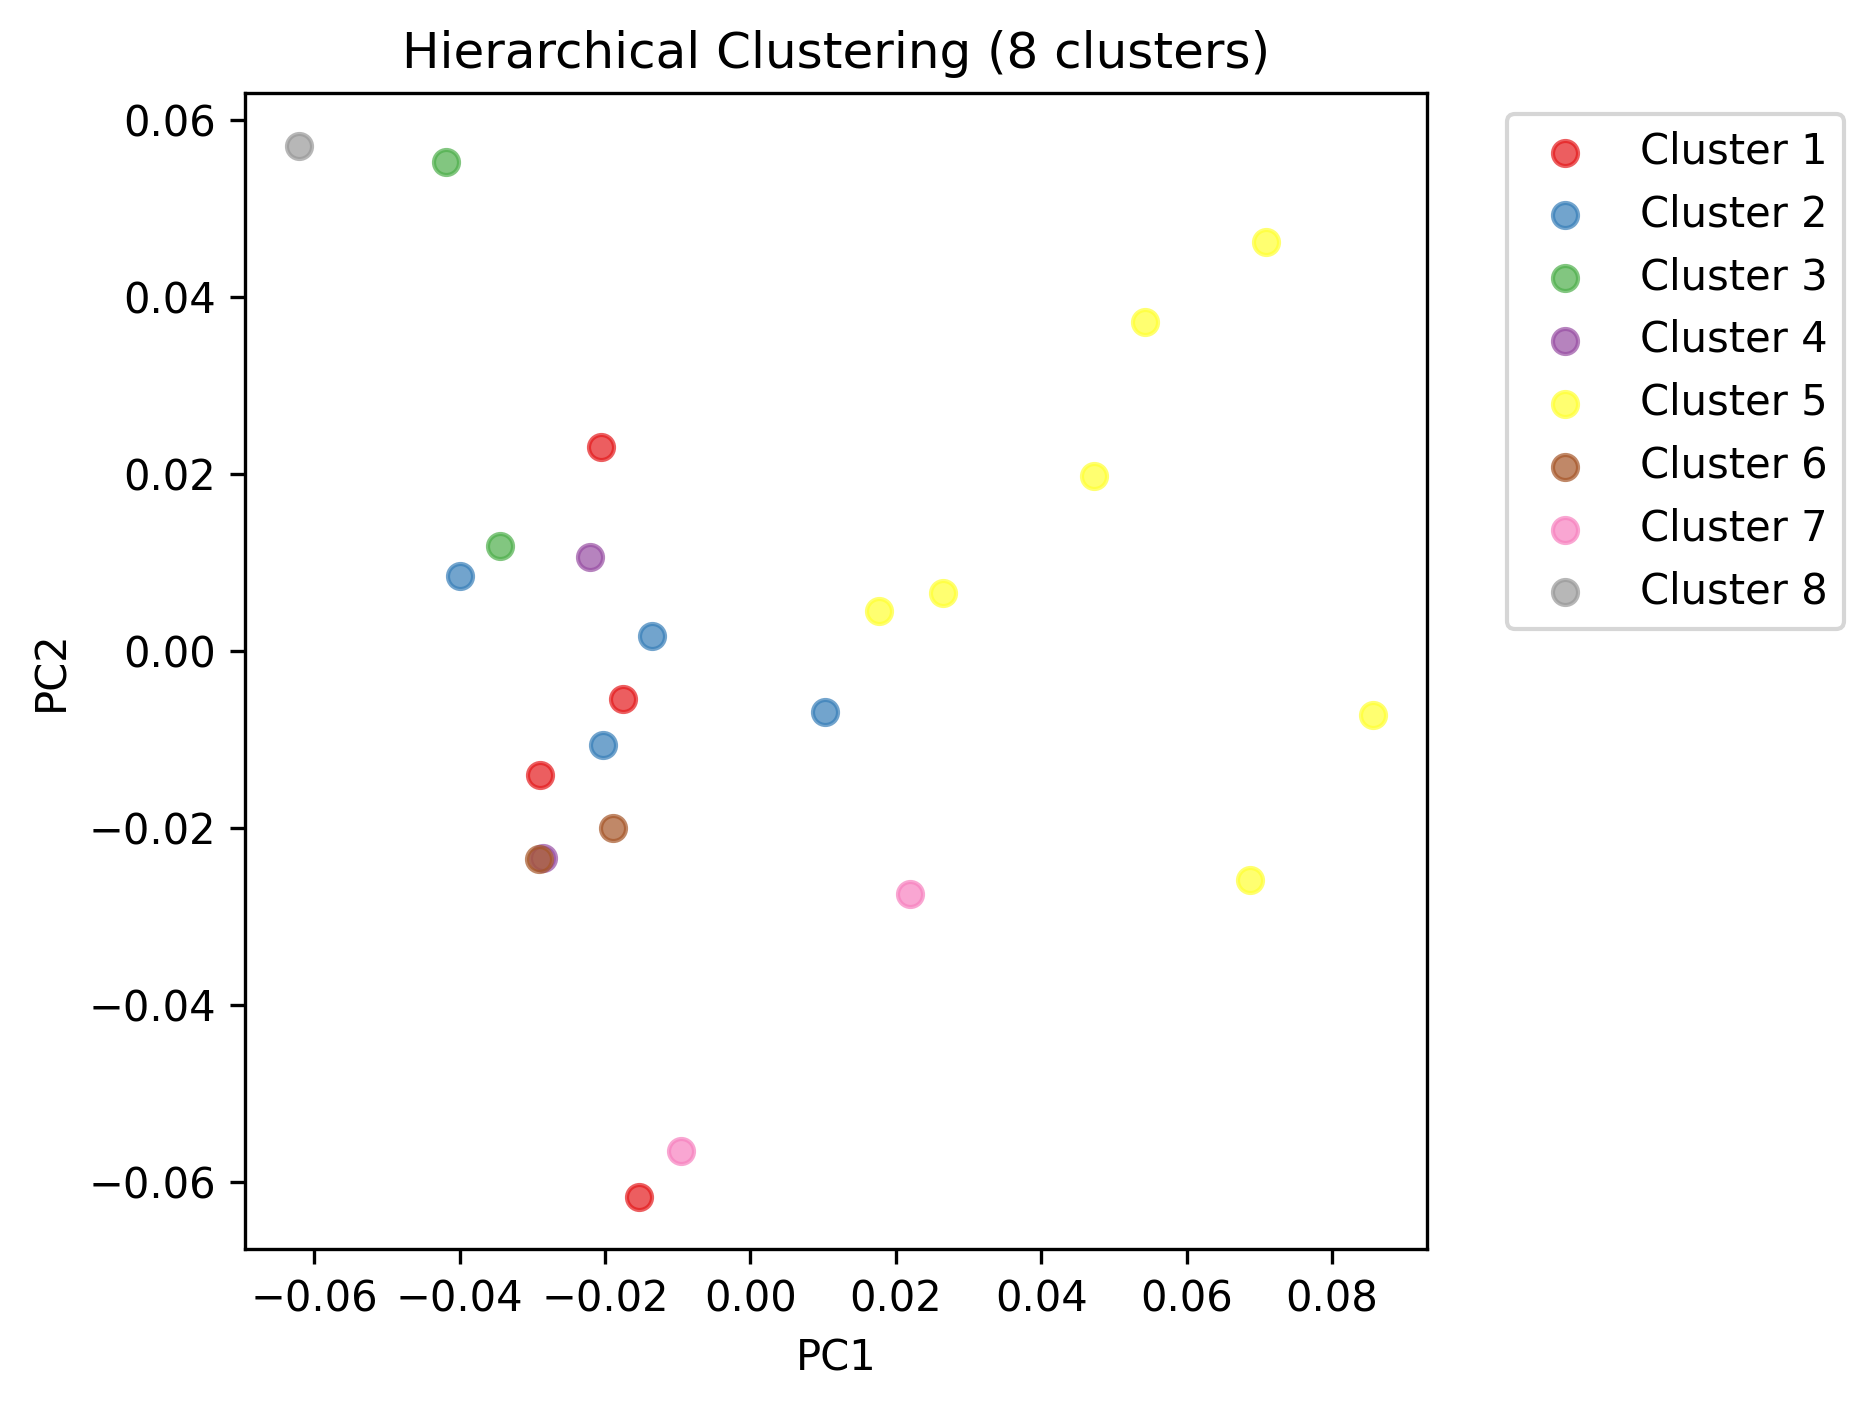 Hierarchical Clustering (8 clusters)
0.06
0.04
0.02
0.00
−0.02
−0.04
−0.06
PC2
−0.06 −0.04 −0.02 0.00 0.02 0.04 0.06 0.08
PC1
Cluster 1
Cluster 2
Cluster 3
Cluster 4
Cluster 5
Cluster 6
Cluster 7
Cluster 8